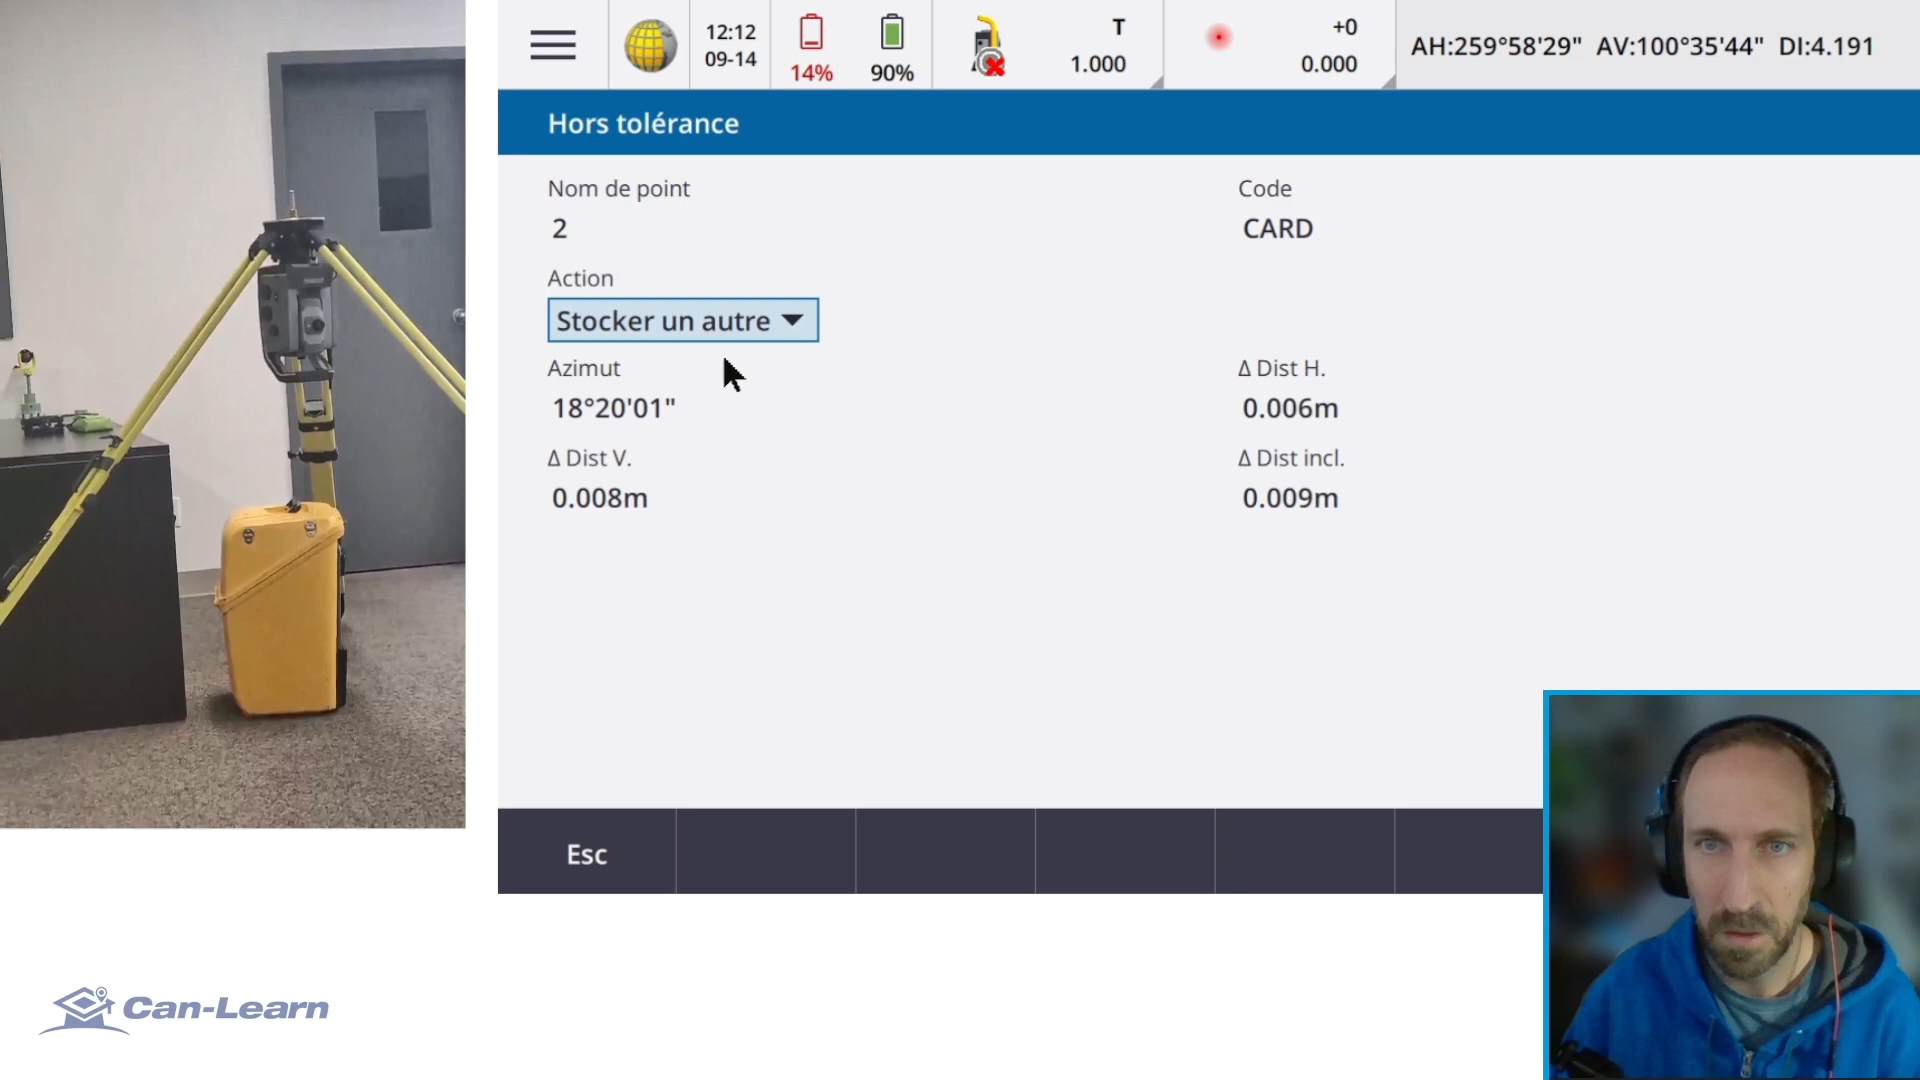 12:12
09-14
14%
90%
T
1.000
+0
0.000
AH:259°58'29" AV:100°35'44" DI:4.191
Hors tolérance
Nom de point
2
Code
CARD
Action
Stocker un autre
Azimut
18°20'01"
Δ Dist H.
0.006m
Δ Dist V.
0.008m
Δ Dist incl.
0.009m
Esc
Can-Learn